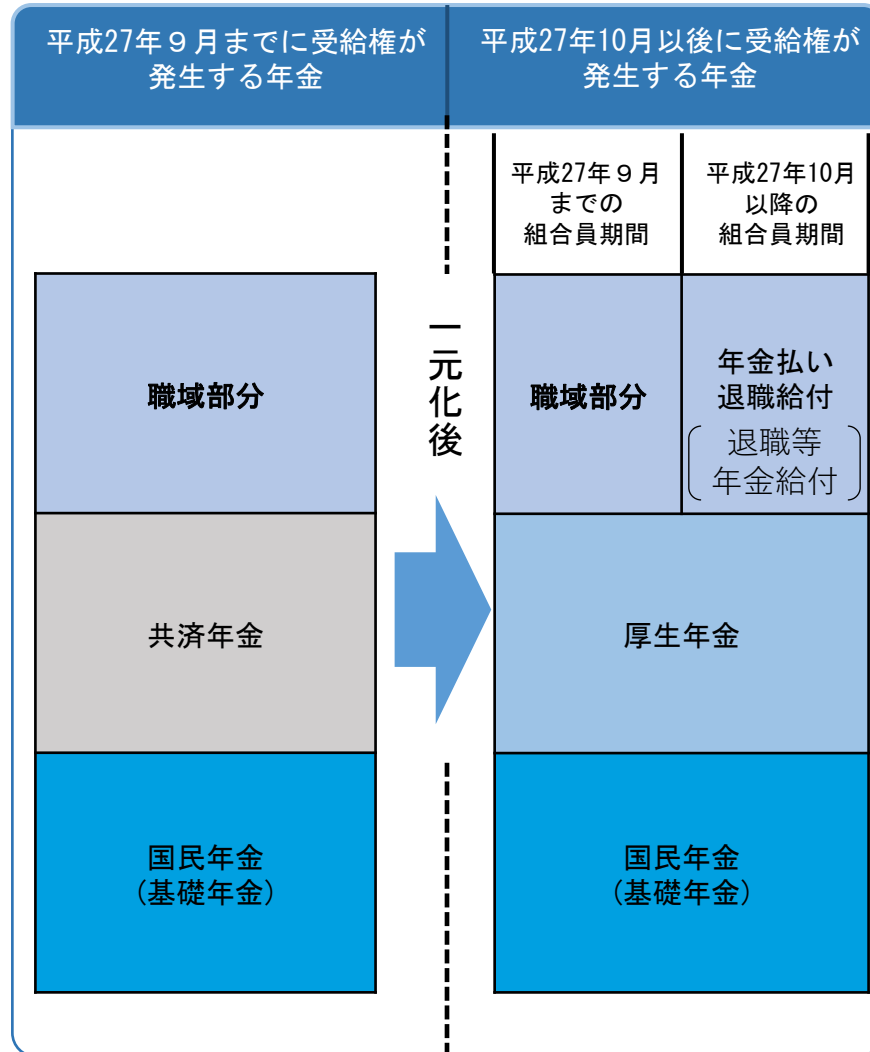 平成27年９月までに受給権が
発生する年金
平成27年10月以後に受給権が
発生する年金
平成27年９月
までの
組合員期間
平成27年10月
以降の
組合員期間
職域部分
共済年金
国民年金
(基礎年金)
一元化後
職域部分
年金払い
退職給付
退職等
年金給付
厚生年金
国民年金
(基礎年金)